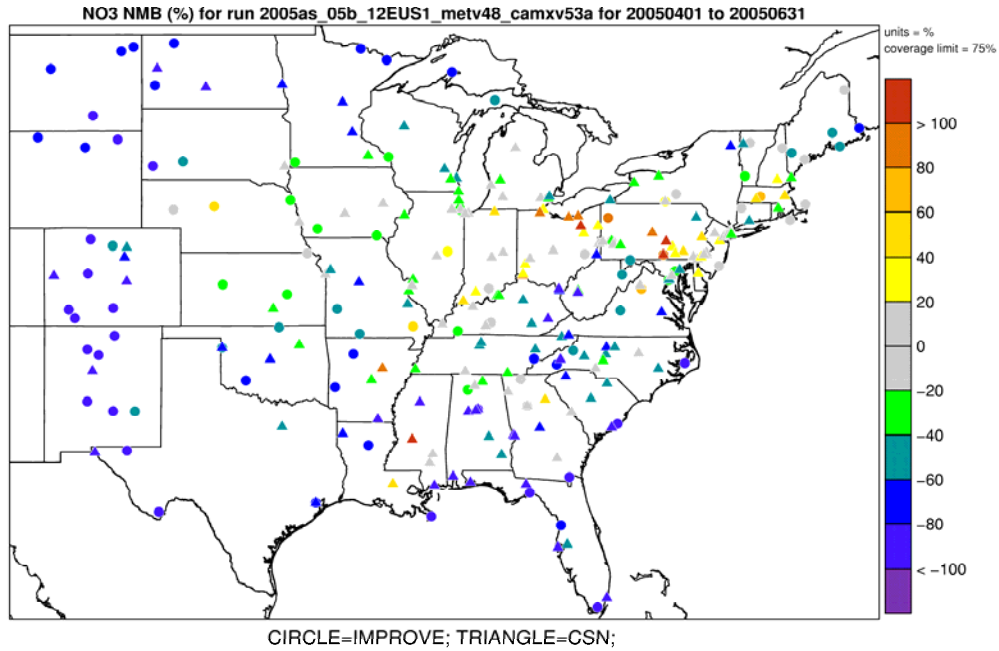 NO3 NMB (%) for run 2005as_05b_12EUS1_metv48_camxv53a for 20050401 to 20050631
units = %
coverage limit = 75%
> 100
80
60
40
20
0
−20
−40
−60
−80
< −100
CIRCLE=IMPROVE; TRIANGLE=CSN;